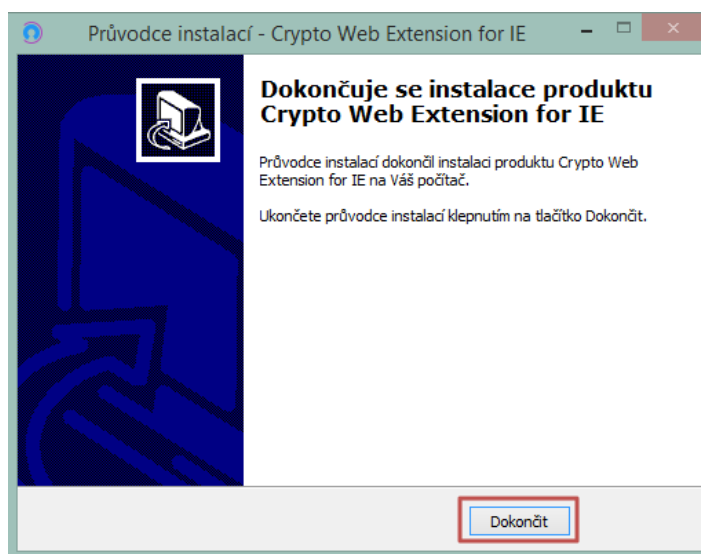 Průvodce instalací - Crypto Web Extension for IE
Dokončuje se instalace produktu
Crypto Web Extension for IE
Průvodce instalací dokončil instalaci produktu Crypto Web
Extension for IE na Váš počítač.
Ukončete průvodce instalací klepnutím na tlačítko Dokončit.
Dokončit